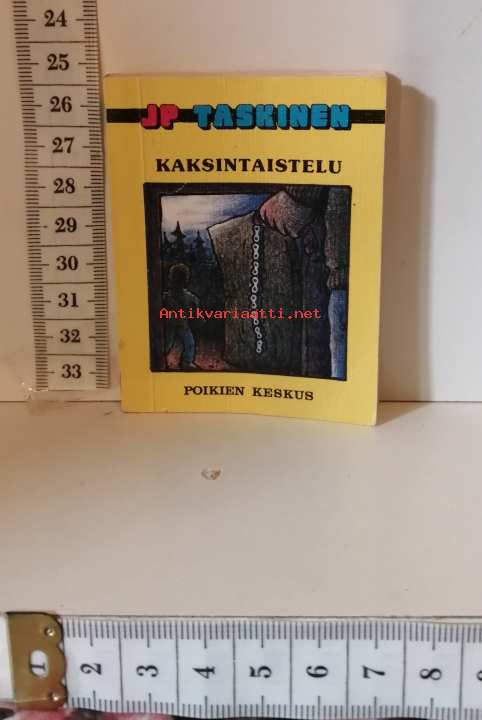 24
25
26
27
28
29
30
31
32
33
JP TASKINEN
KAKSINTAISTELU
Antikvariaatti.net
POIKIEN KESKUS
1 2 3 4 5 6 7 8